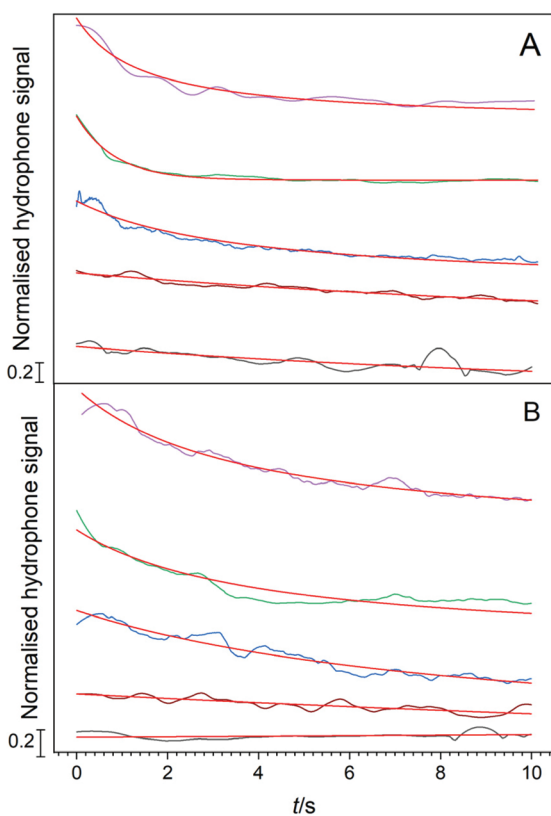 A
Normalised hydrophone signal
0.2
B
Normalised hydrophone signal
0.2
0 2 4 6 8 10
t/s